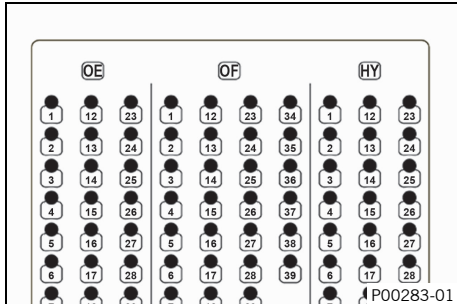 OE OF HY
1 12 23 1 12 23 34 1 12 23
2 13 24 2 13 24 35 2 13 24
3 14 25 3 14 25 36 3 14 25
4 15 26 4 15 26 37 4 15 26
5 16 27 5 16 27 38 5 16 27
6 17 28 6 17 28 39 6 17 28
P00283-01